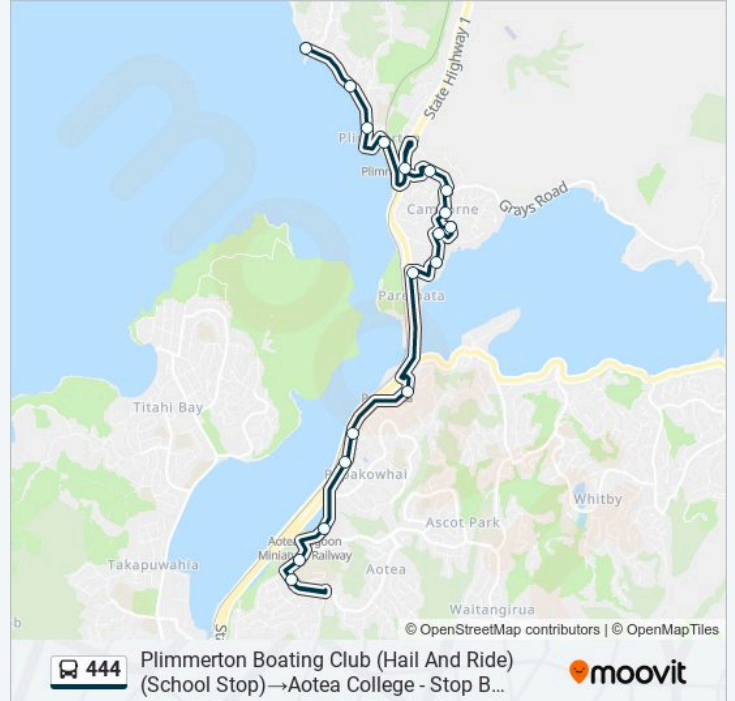 State Highway 1
Plimmerton
Plimm
Grays Road
Camborne
Paremata
Titahi Bay
Papakowhai
Whitby
Ascot Park
Aotea Lagoon
Miniature Railway
Takapuwahia
Aotea
Waitangirua
© OpenStreetMap contributors | © OpenMapTiles
444
Plimmerton Boating Club (Hail And Ride)
(School Stop)→Aotea College - Stop B...
moovit